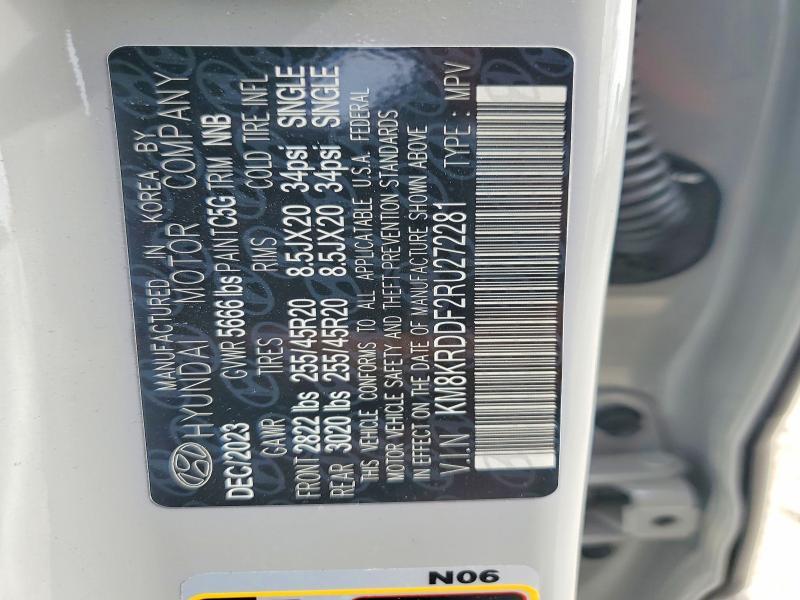 MANUFACTURED IN KOREA BY
HYUNDAI MOTOR COMPANY
DEC/2023 GVWR 5666 lbs PAINT C5G TRIM NNB
GAWR TIRES RIMS COLD TIRE INFL
FRONT 2822 lbs 255/45R20 8.5JX20 34psi SINGLE
REAR 3020 lbs 255/45R20 8.5JX20 34psi SINGLE
THIS VEHICLE CONFORMS TO ALL APPLICATABLE U.S.A. FEDERAL
MOTOR VEHICLE SAFETY AND THEFT PREVENTION STANDARDS
IN EFFECT ON THE DATE OF MANUFACTURE SHOWN ABOVE
V.I.N KM8KRDDF2RU272281 TYPE : MPV
N06